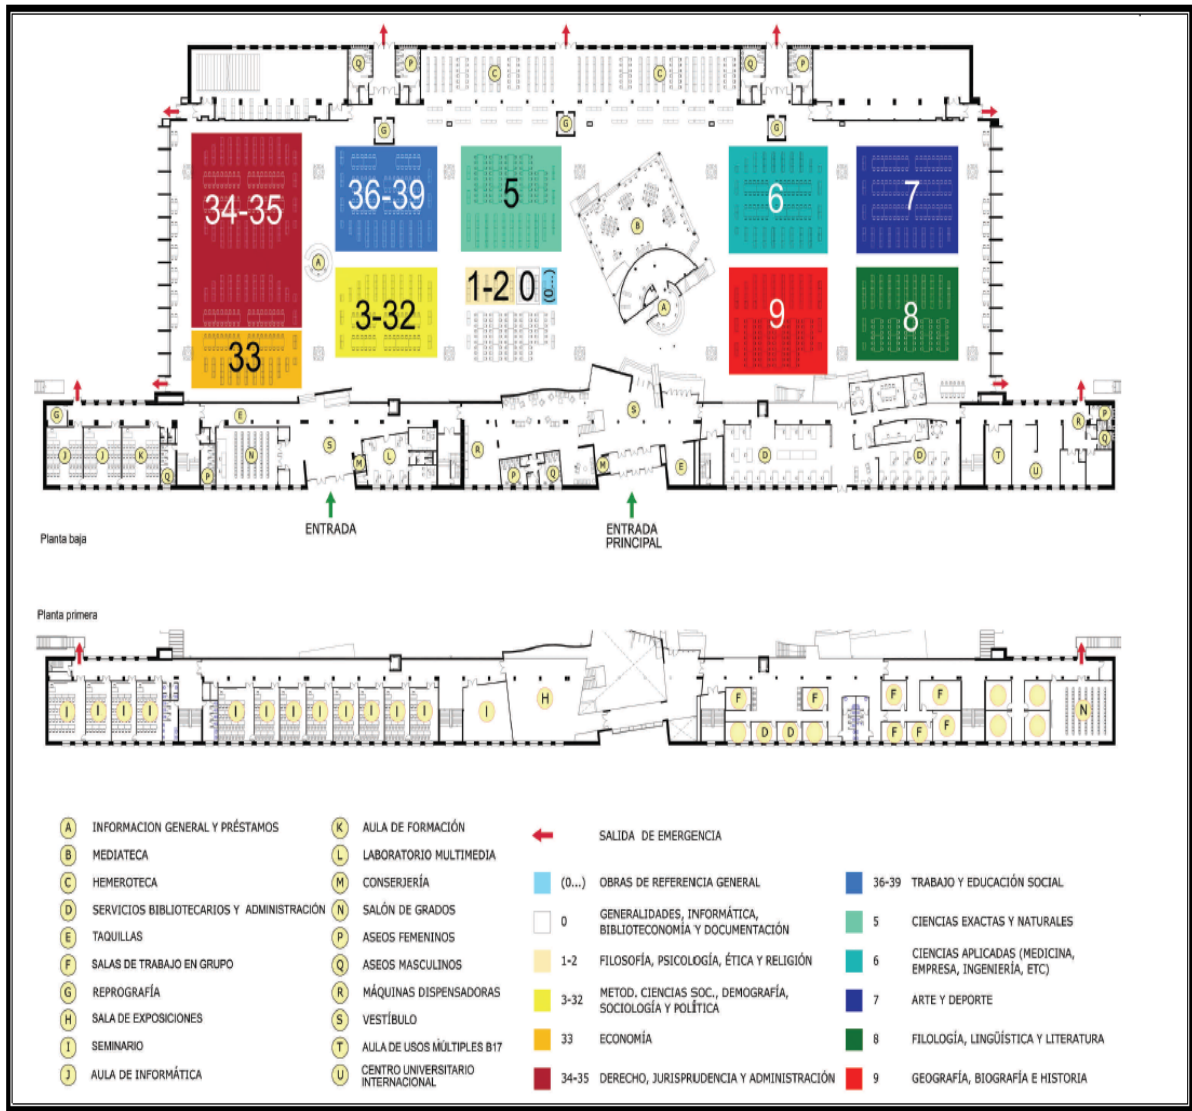 Q
P
C
C
Q
P
G
G
G
34-35
36-39
5
6
7
B
A
1-2
0
(0...)
A
3-32
9
8
33
G
J
J
K
Q
P
E
N
S
M
L
R
P
Q
S
M
E
D
D
T
U
R
P
Q
ENTRADA
ENTRADA
PRINCIPAL
Planta baja
Planta primera
I
I
I
I
I
I
I
I
I
I
I
I
I
H
F
D
D
F
F
F
F
F
F
N
A INFORMACION GENERAL Y PRÉSTAMOS
B MEDIATECA
C HEMEROTECA
D SERVICIOS BIBLIOTECARIOS Y ADMINISTRACIÓN
E TAQUILLAS
F SALAS DE TRABAJO EN GRUPO
G REPROGRAFÍA
H SALA DE EXPOSICIONES
I SEMINARIO
J AULA DE INFORMÁTICA
K AULA DE FORMACIÓN
L LABORATORIO MULTIMEDIA
M CONSERJERÍA
N SALÓN DE GRADOS
P ASEOS FEMENINOS
Q ASEOS MASCULINOS
R MÁQUINAS DISPENSADORAS
S VESTÍBULO
T AULA DE USOS MÚLTIPLES B17
U CENTRO UNIVERSITARIO
INTERNACIONAL
SALIDA DE EMERGENCIA
(0...) OBRAS DE REFERENCIA GENERAL
0 GENERALIDADES, INFORMÁTICA,
BIBLIOTECONOMÍA Y DOCUMENTACIÓN
1-2 FILOSOFÍA, PSICOLOGÍA, ÉTICA Y RELIGIÓN
3-32 METOD. CIENCIAS SOC., DEMOGRAFÍA,
SOCIOLOGÍA Y POLÍTICA
33 ECONOMÍA
34-35 DERECHO, JURISPRUDENCIA Y ADMINISTRACIÓN
36-39 TRABAJO Y EDUCACIÓN SOCIAL
5 CIENCIAS EXACTAS Y NATURALES
6 CIENCIAS APLICADAS (MEDICINA,
EMPRESA, INGENIERÍA, ETC)
7 ARTE Y DEPORTE
8 FILOLOGÍA, LINGÜÍSTICA Y LITERATURA
9 GEOGRAFÍA, BIOGRAFÍA E HISTORIA